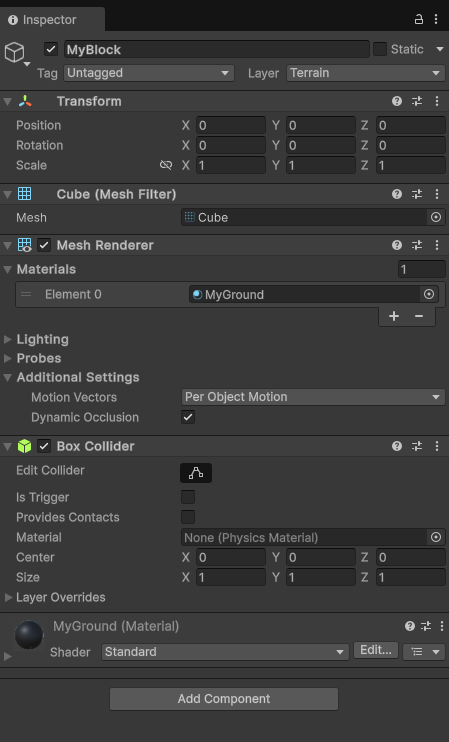 Inspector
MyBlock Static
Tag Untagged Layer Terrain
Transform
Position X 0 Y 0 Z 0
Rotation X 0 Y 0 Z 0
Scale X 1 Y 1 Z 1
Cube (Mesh Filter)
Mesh Cube
Mesh Renderer
Materials 1
Element 0 MyGround
Lighting
Probes
Additional Settings
Motion Vectors Per Object Motion
Dynamic Occlusion
Box Collider
Edit Collider
Is Trigger
Provides Contacts
Material None (Physics Material)
Center X 0 Y 0 Z 0
Size X 1 Y 1 Z 1
Layer Overrides
MyGround (Material)
Shader Standard Edit...
Add Component